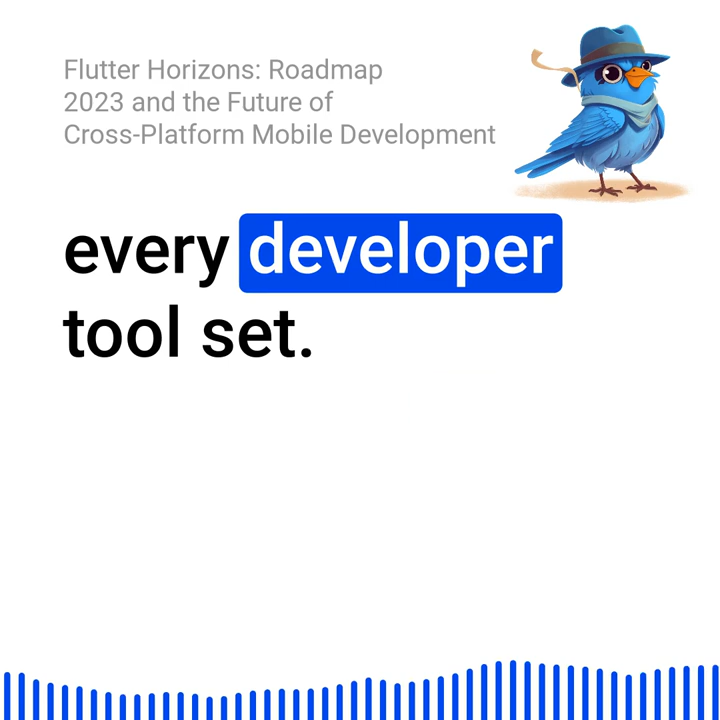 Flutter Horizons: Roadmap
2023 and the Future of
Cross-Platform Mobile Development
every developer
tool set.